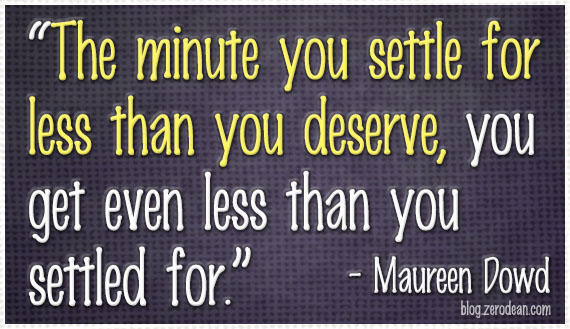 “The minute you settle for
less than you deserve, you
get even less than you
settled for.”
- Maureen Dowd
blog.zerodean.com